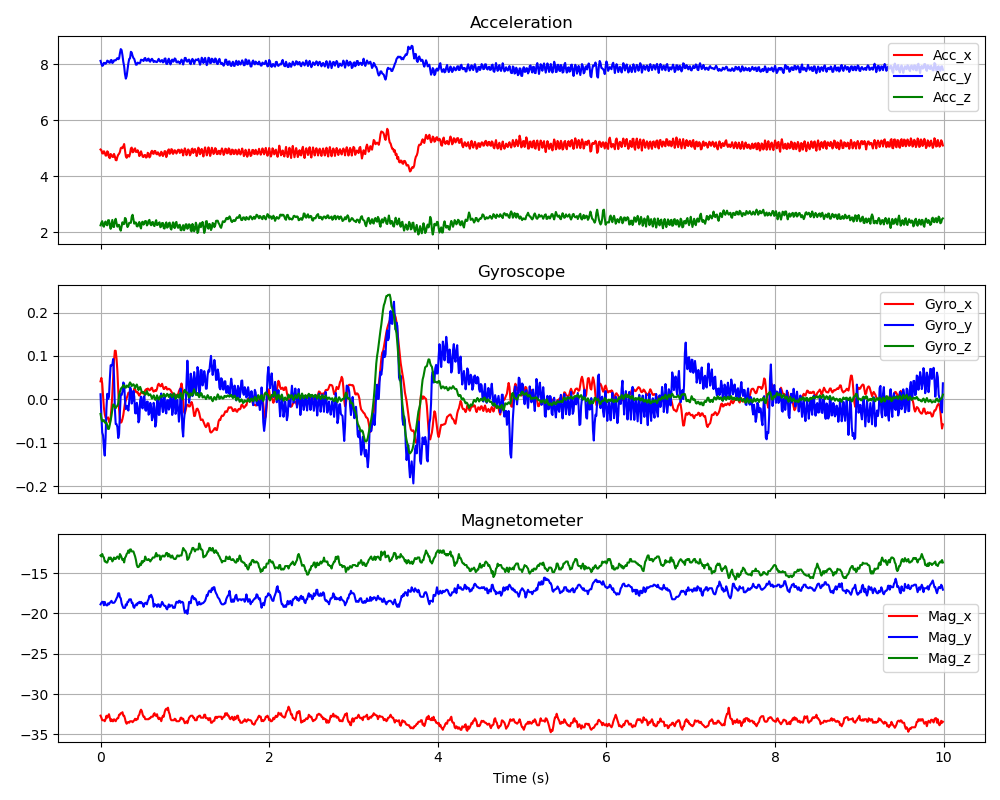 Acceleration
8
6
4
2
Acc_x
Acc_y
Acc_z
Gyroscope
0.2
0.1
0.0
−0.1
−0.2
Gyro_x
Gyro_y
Gyro_z
Magnetometer
−15
−20
−25
−30
−35
Mag_x
Mag_y
Mag_z
0 2 4 6 8 10
Time (s)